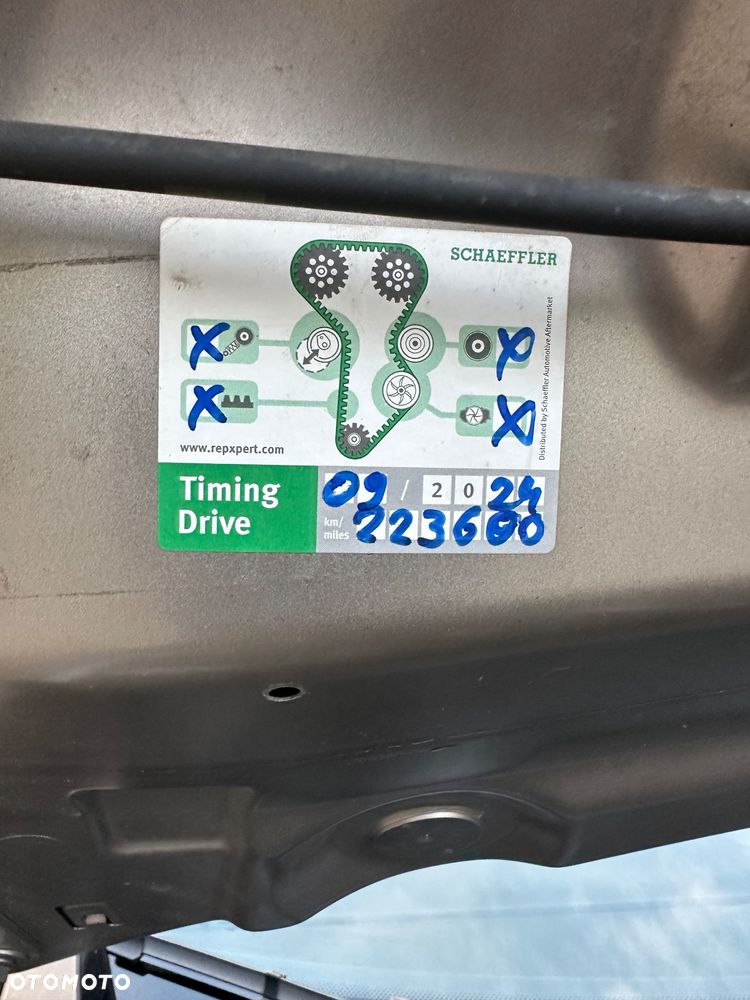 SCHAEFFLER
X X
X X
Distributed by Schaeffler Automotive Aftermarket
www.repxpert.com
Timing Drive
09 / 2024
km/miles 223600
OTOMOTO